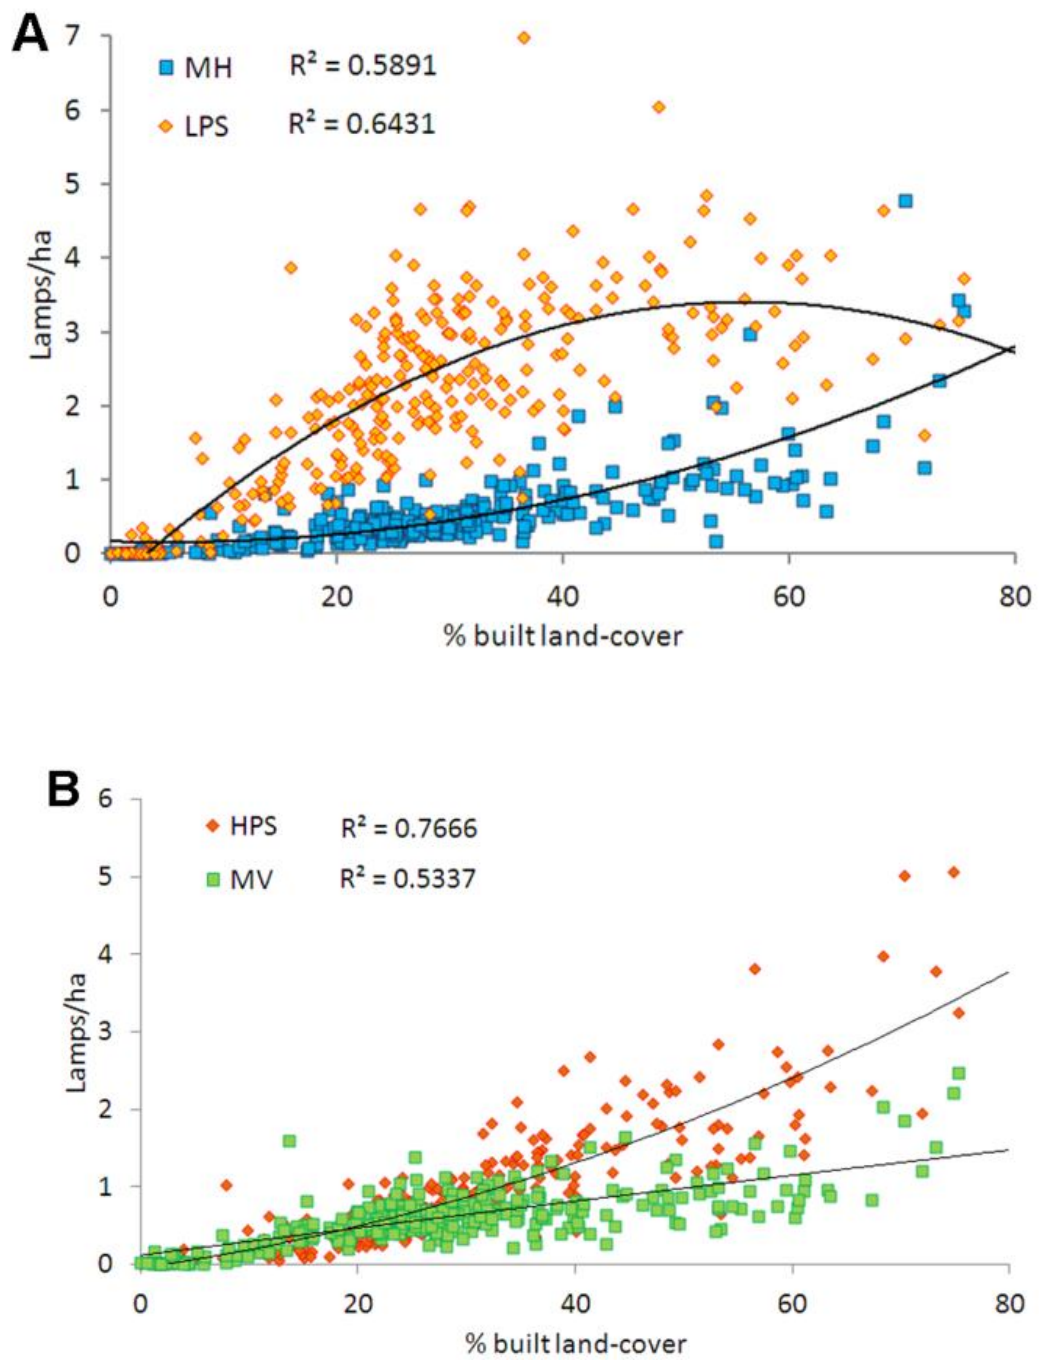 A
7
MH R² = 0.5891
6
LPS R² = 0.6431
5
4
Lamps/ha
3
2
1
0
0 20 40 60 80
% built land-cover
B
6
HPS R² = 0.7666
MV R² = 0.5337
5
4
Lamps/ha
3
2
1
0
0 20 40 60 80
% built land-cover